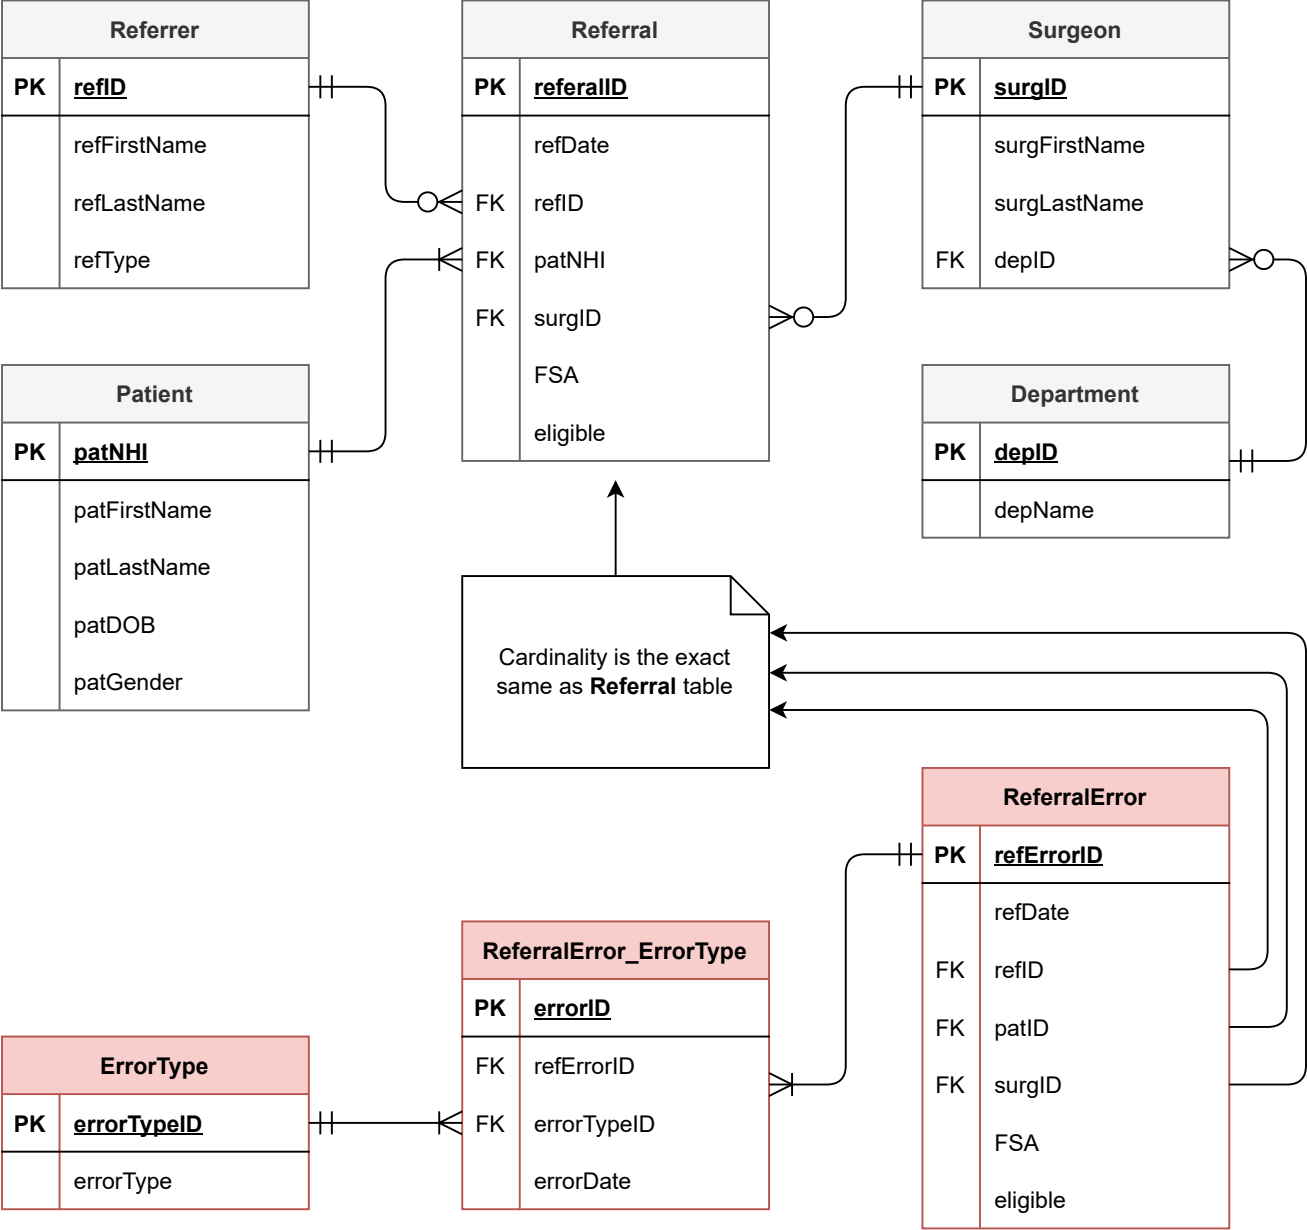 Referrer
PK refID
refFirstName
refLastName
refType
Referral
PK referalID
refDate
FK refID
FK patNHI
FK surgID
FSA
eligible
Surgeon
PK surgID
surgFirstName
surgLastName
FK depID
Patient
PK patNHI
patFirstName
patLastName
patDOB
patGender
Department
PK depID
depName
Cardinality is the exact
same as Referral table
ReferralError
PK refErrorID
refDate
FK refID
FK patID
FK surgID
FSA
eligible
ReferralError_ErrorType
PK errorID
FK refErrorID
FK errorTypeID
errorDate
ErrorType
PK errorTypeID
errorType